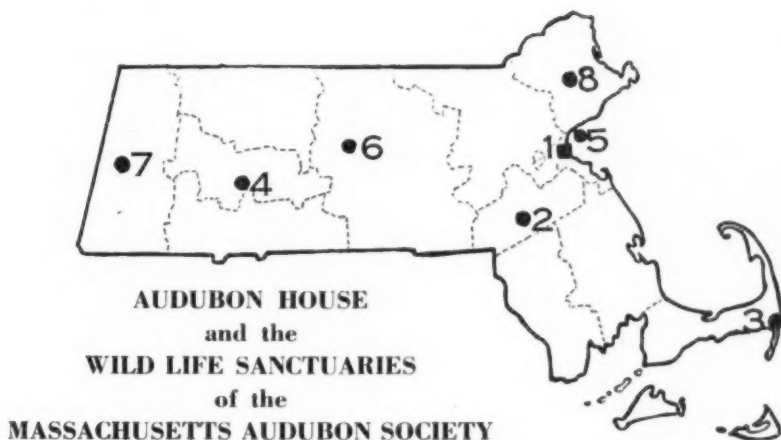 8
5
1
6
7
4
2
3
AUDUBON HOUSE
and the
WILD LIFE SANCTUARIES
of the
MASSACHUSETTS AUDUBON SOCIETY